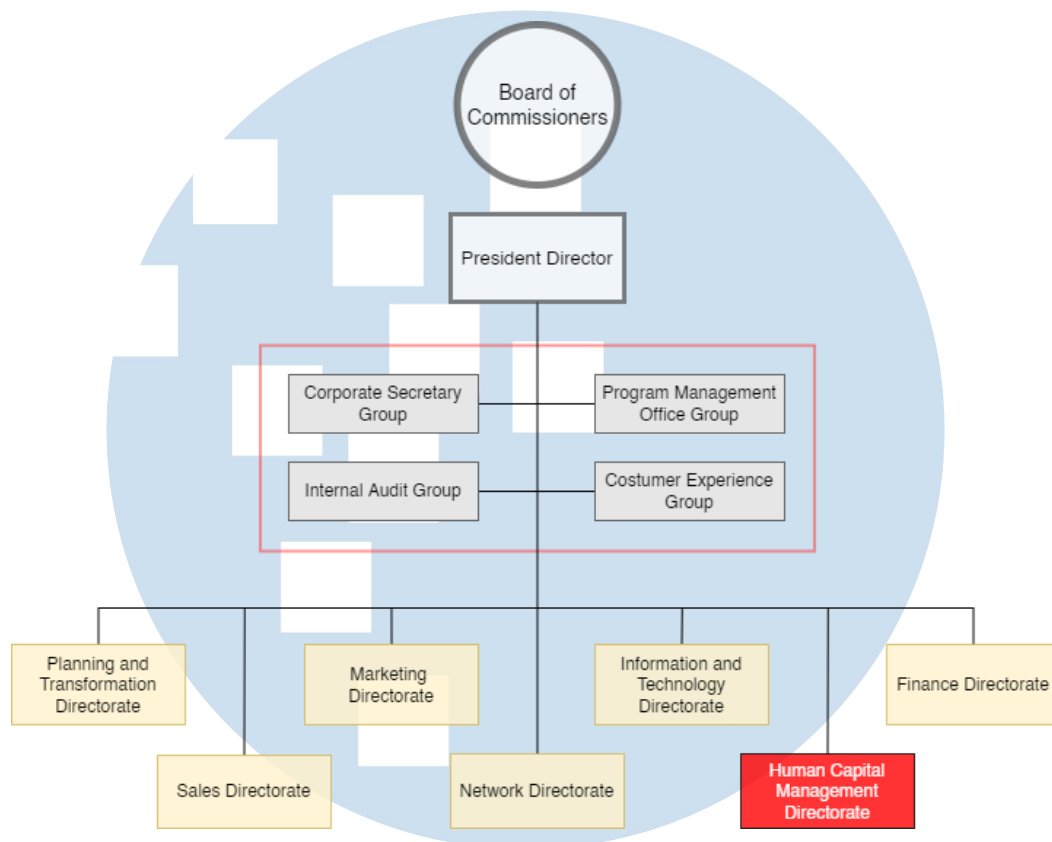 Board of
Commissioners
President Director
Corporate Secretary
Group
Program Management
Office Group
Internal Audit Group
Costumer Experience
Group
Planning and
Transformation
Directorate
Marketing
Directorate
Information and
Technology
Directorate
Finance Directorate
Sales Directorate
Network Directorate
Human Capital
Management
Directorate